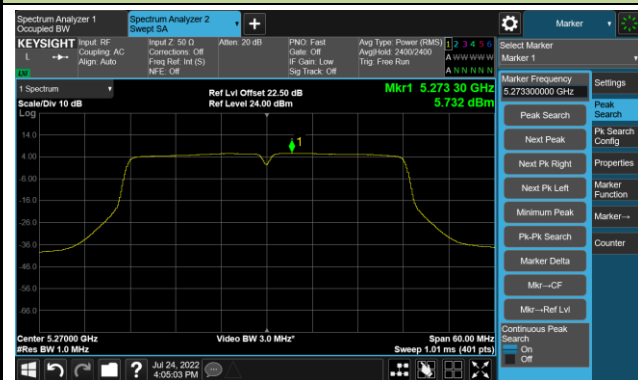 Spectrum Analyzer 1
Occupied BW
Spectrum Analyzer 2
Swept SA
Marker
KEYSIGHT
L
Input: RF
Coupling: AC
Align: Auto
Input Z: 50 Ω
Corrections: Off
Freq Ref: Int (S)
NFE: Off
Atten: 20 dB
PNO: Fast
Gate: Off
IF Gain: Low
Sig Track: Off
Avg Type: Power (RMS)
Avg|Hold: 2400/2400
Trig: Free Run
1 2 3 4 5 6
A W W W W W
A N N N N N
Select Marker
Marker 1
1 Spectrum
Scale/Div 10 dB
Log
Ref Lvl Offset 22.50 dB
Ref Level 24.00 dBm
Mkr1 5.273 30 GHz
5.732 dBm
14.0
4.00
-6.00
-16.0
-26.0
-36.0
-46.0
-56.0
-66.0
1
Center 5.27000 GHz
#Res BW 1.0 MHz
Video BW 3.0 MHz*
Span 60.00 MHz
Sweep 1.01 ms (401 pts)
Marker Frequency
5.273300000 GHz
Peak Search
Next Peak
Next Pk Right
Next Pk Left
Minimum Peak
Pk-Pk Search
Marker Delta
Mkr→CF
Mkr→Ref Lvl
Continuous Peak
Search
On
Off
Settings
Peak
Search
Pk Search
Config
Properties
Marker
Function
Marker→
Counter
Jul 24, 2022
4:05:03 PM